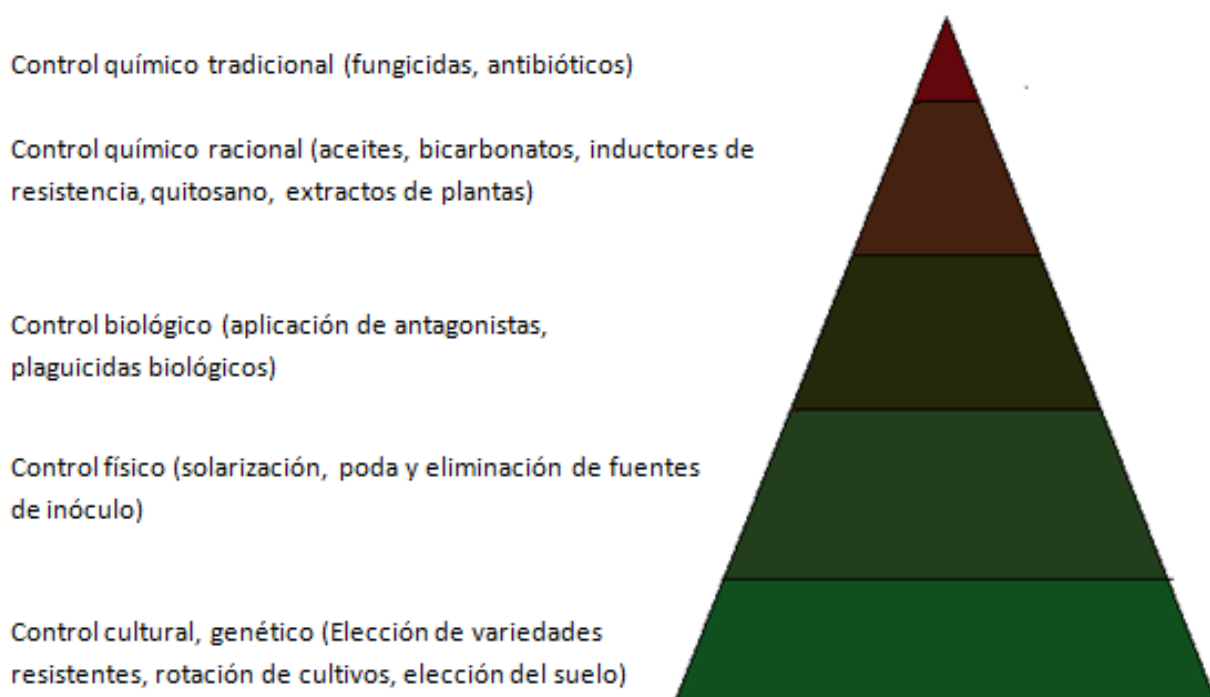 Control químico tradicional (fungicidas, antibióticos)
Control químico racional (aceites, bicarbonatos, inductores de
resistencia, quitosano, extractos de plantas)
Control biológico (aplicación de antagonistas,
plaguicidas biológicos)
Control físico (solarización, poda y eliminación de fuentes
de inóculo)
Control cultural, genético (Elección de variedades
resistentes, rotación de cultivos, elección del suelo)